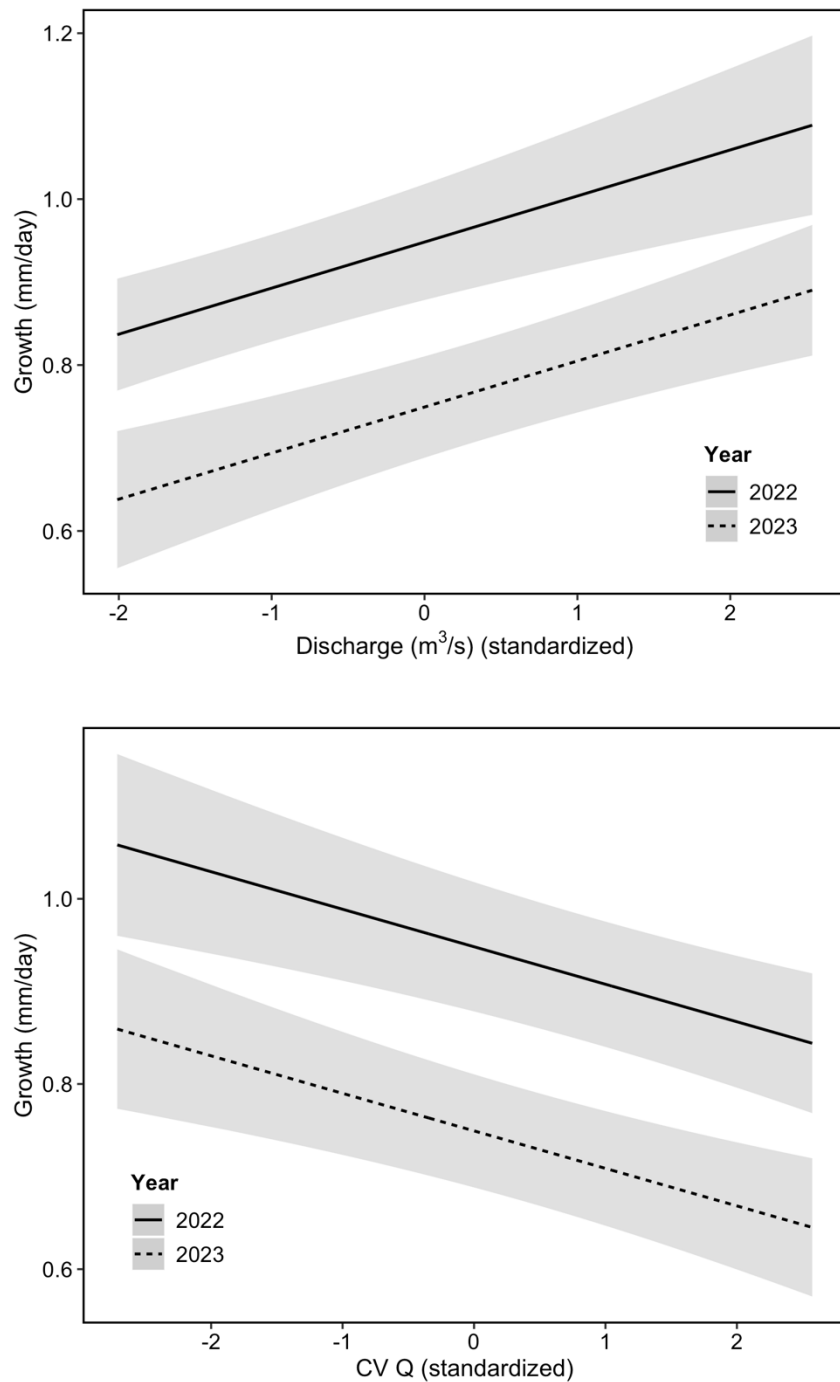 1.2
1.0
0.8
0.6
Growth (mm/day)
Year
2022
2023
-2 -1 0 1 2
Discharge (m³/s) (standardized)
1.0
0.8
0.6
Growth (mm/day)
Year
2022
2023
-2 -1 0 1 2
CV Q (standardized)